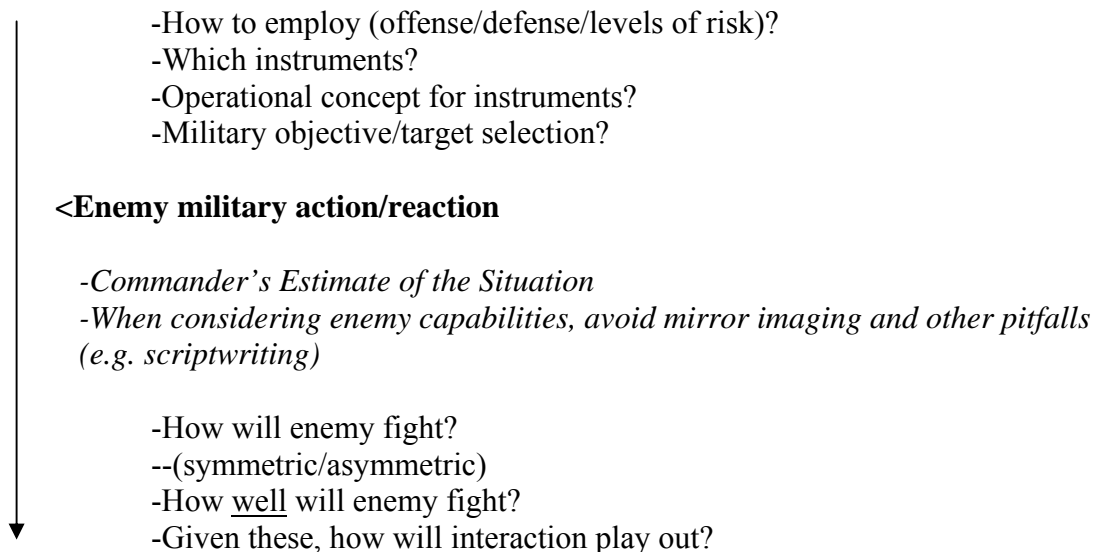 -How to employ (offense/defense/levels of risk)?
-Which instruments?
-Operational concept for instruments?
-Military objective/target selection?
<Enemy military action/reaction
-Commander’s Estimate of the Situation
-When considering enemy capabilities, avoid mirror imaging and other pitfalls
(e.g. scriptwriting)
-How will enemy fight?
--(symmetric/asymmetric)
-How well will enemy fight?
-Given these, how will interaction play out?